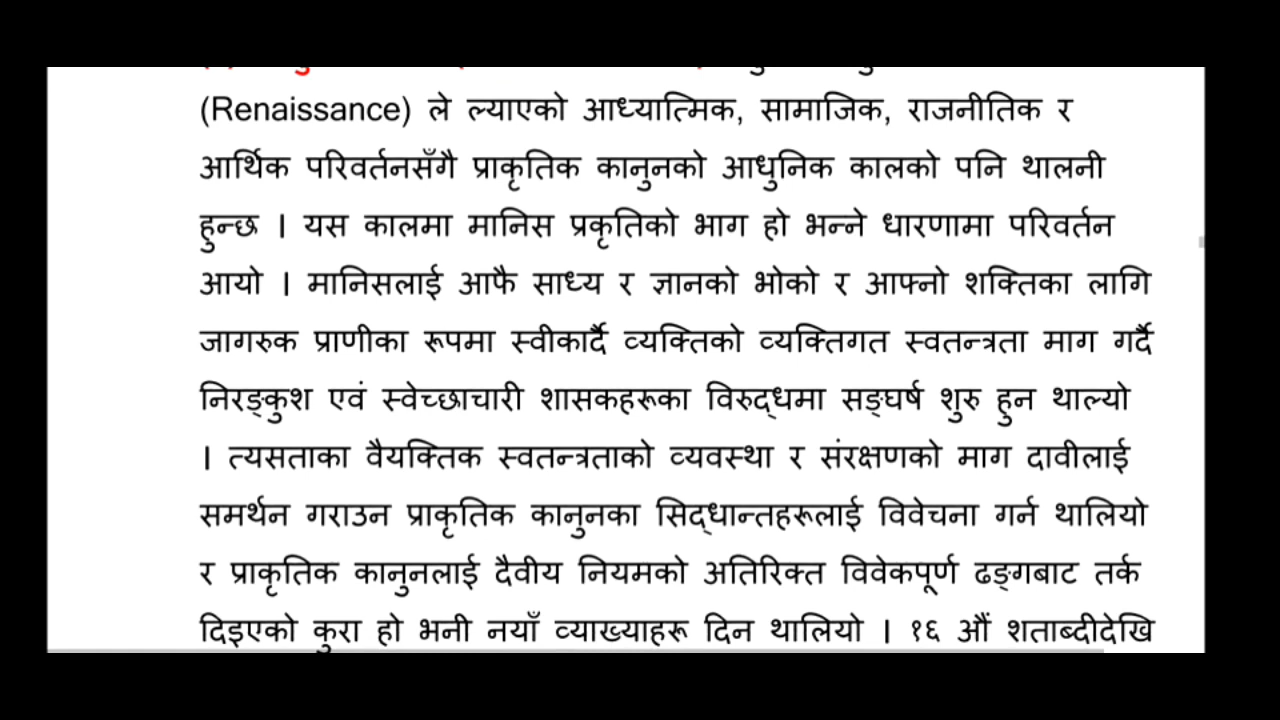 (Renaissance) ले ल्याएको आध्यात्मिक, सामाजिक, राजनीतिक र
आर्थिक परिवर्तनसँगै प्राकृतिक कानुनको आधुनिक कालको पनि थालनी
हुन्छ । यस कालमा मानिस प्रकृतिको भाग हो भन्ने धारणामा परिवर्तन
आयो । मानिसलाई आफै साध्य र ज्ञानको भोको र आफ्नो शक्तिका लागि
जागरुक प्राणीका रूपमा स्वीकार्दै व्यक्तिको व्यक्तिगत स्वतन्त्रता माग गर्दै
निरङ्कुश एवं स्वेच्छाचारी शासकहरूका विरुद्धमा सङ्घर्ष शुरु हुन थाल्यो
। त्यसताका वैयक्तिक स्वतन्त्रताको व्यवस्था र संरक्षणको माग दावीलाई
समर्थन गराउन प्राकृतिक कानुनका सिद्धान्तहरूलाई विवेचना गर्न थालियो
र प्राकृतिक कानुनलाई दैवीय नियमको अतिरिक्त विवेकपूर्ण ढङ्गबाट तर्क
दिइएको कुरा हो भनी नयाँ व्याख्याहरू दिन थालियो । १६ औं शताब्दीदेखि